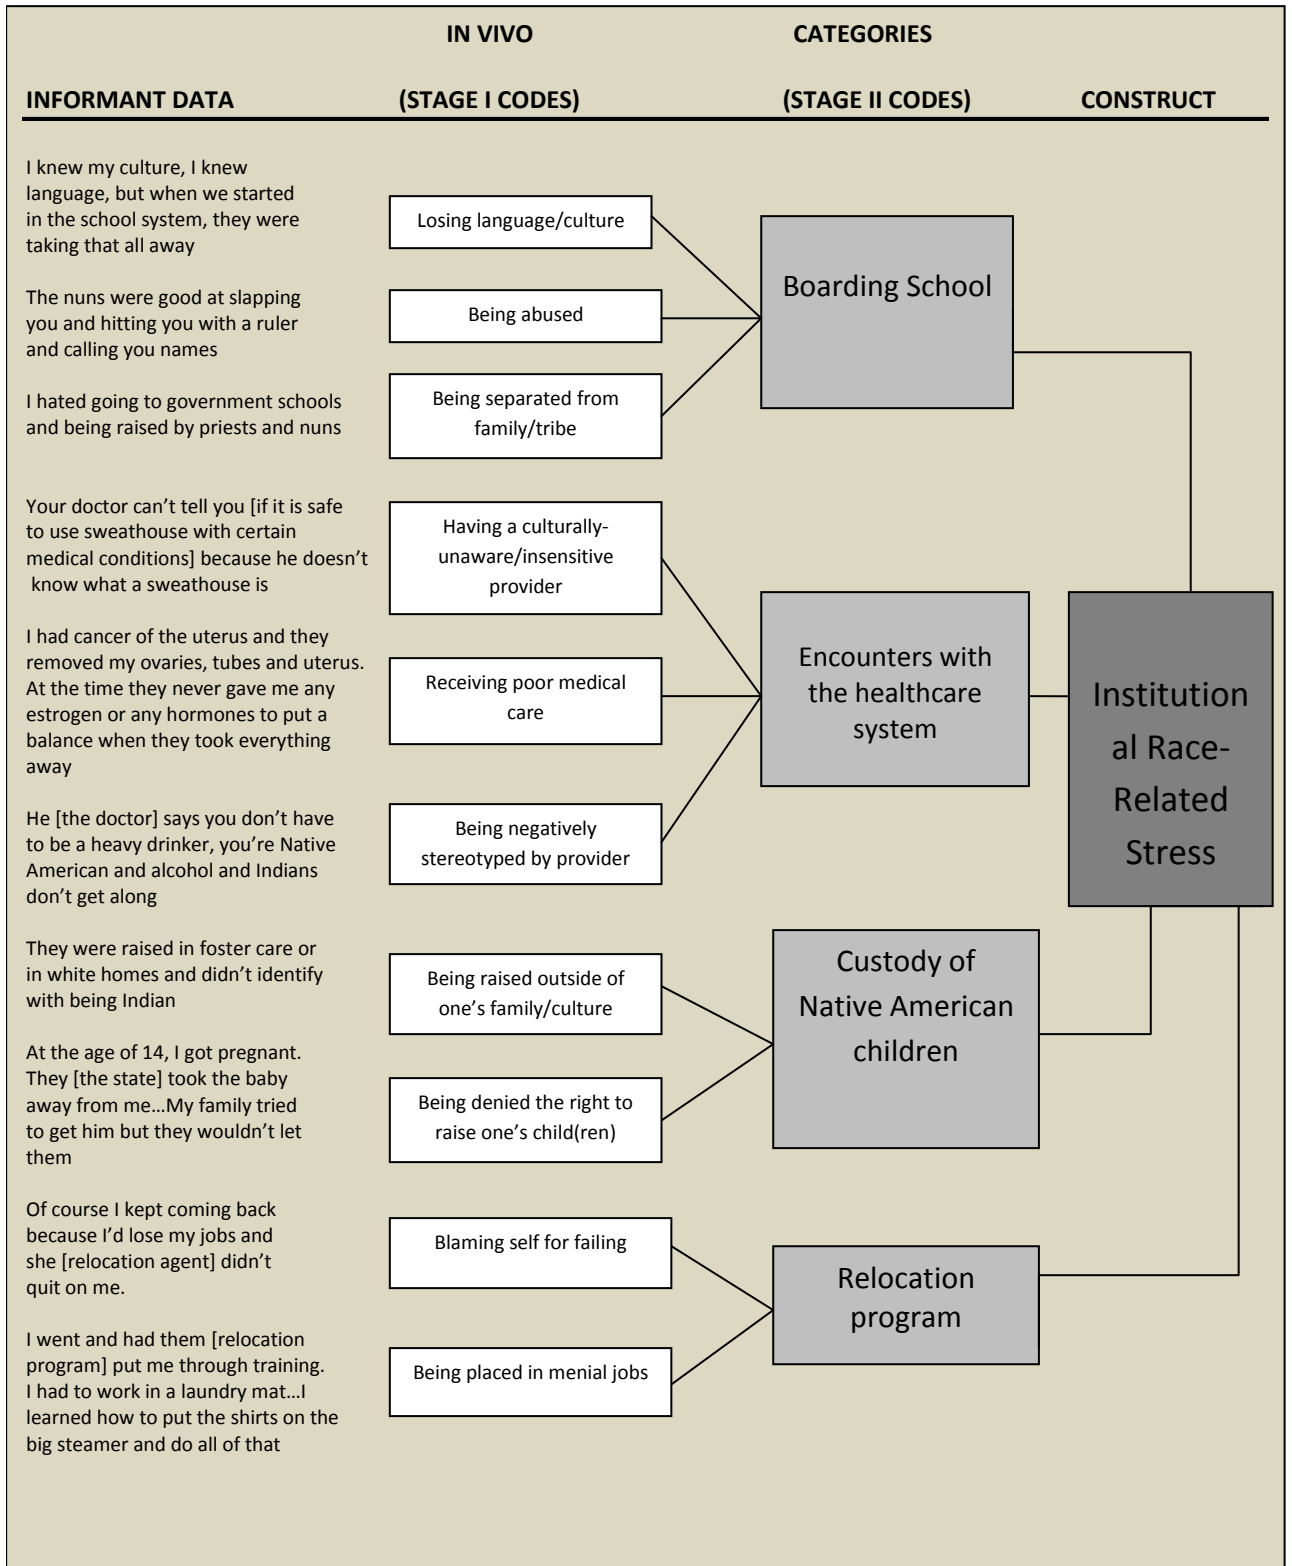 IN VIVO
CATEGORIES
INFORMANT DATA
(STAGE I CODES)
(STAGE II CODES)
CONSTRUCT
I knew my culture, I knew
language, but when we started
in the school system, they were
taking that all away
The nuns were good at slapping
you and hitting you with a ruler
and calling you names
I hated going to government schools
and being raised by priests and nuns
Your doctor can’t tell you [if it is safe
to use sweathouse with certain
medical conditions] because he doesn’t
know what a sweathouse is
I had cancer of the uterus and they
removed my ovaries, tubes and uterus.
At the time they never gave me any
estrogen or any hormones to put a
balance when they took everything
away
He [the doctor] says you don’t have
to be a heavy drinker, you’re Native
American and alcohol and Indians
don’t get along
They were raised in foster care or
in white homes and didn’t identify
with being Indian
At the age of 14, I got pregnant.
They [the state] took the baby
away from me…My family tried
to get him but they wouldn’t let
them
Of course I kept coming back
because I’d lose my jobs and
she [relocation agent] didn’t
quit on me.
I went and had them [relocation
program] put me through training.
I had to work in a laundry mat…I
learned how to put the shirts on the
big steamer and do all of that
Losing language/culture
Being abused
Being separated from
family/tribe
Having a culturally-
unaware/insensitive
provider
Receiving poor medical
care
Being negatively
stereotyped by provider
Being raised outside of
one’s family/culture
Being denied the right to
raise one’s child(ren)
Blaming self for failing
Being placed in menial jobs
Boarding School
Encounters with
the healthcare
system
Custody of
Native American
children
Relocation
program
Institution
al Race-
Related
Stress